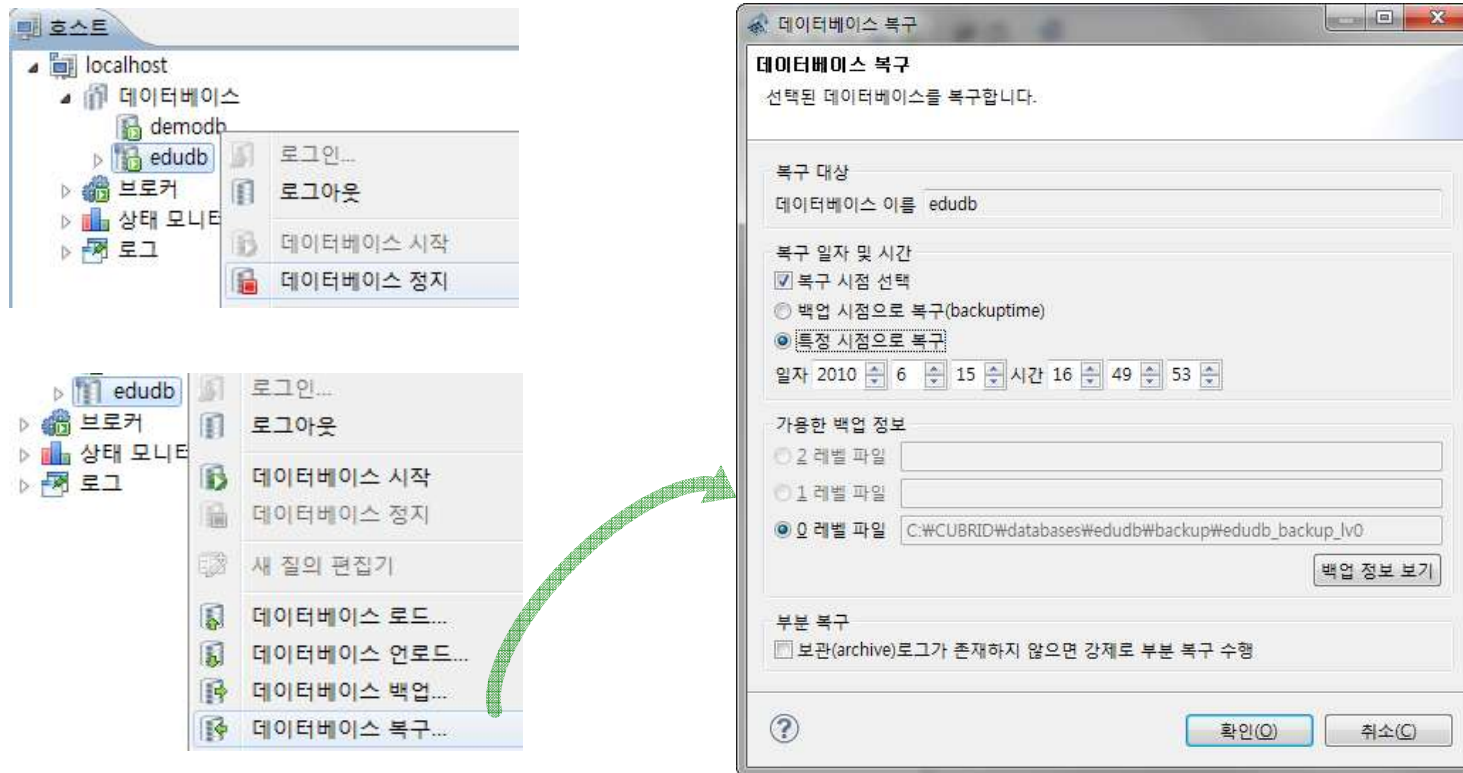 호스트
localhost
데이터베이스
demodb
edudb
브로커
상태 모니터
로그
로그인...
로그아웃
데이터베이스 시작
데이터베이스 정지
edudb
브로커
상태 모니터
로그
로그인...
로그아웃
데이터베이스 시작
데이터베이스 정지
새 질의 편집기
데이터베이스 로드...
데이터베이스 언로드...
데이터베이스 백업...
데이터베이스 복구...
데이터베이스 복구
데이터베이스 복구
선택된 데이터베이스를 복구합니다.
복구 대상
데이터베이스 이름 edudb
복구 일자 및 시간
복구 시점 선택
백업 시점으로 복구(backuptime)
특정 시점으로 복구
일자 2010 6 15 시간 16 49 53
가용한 백업 정보
2 레벨 파일
1 레벨 파일
0 레벨 파일 C:₩CUBRID₩databases₩edudb₩backup₩edudb_backup_lv0
백업 정보 보기
부분 복구
보관(archive)로그가 존재하지 않으면 강제로 부분 복구 수행
확인(O) 취소(C)